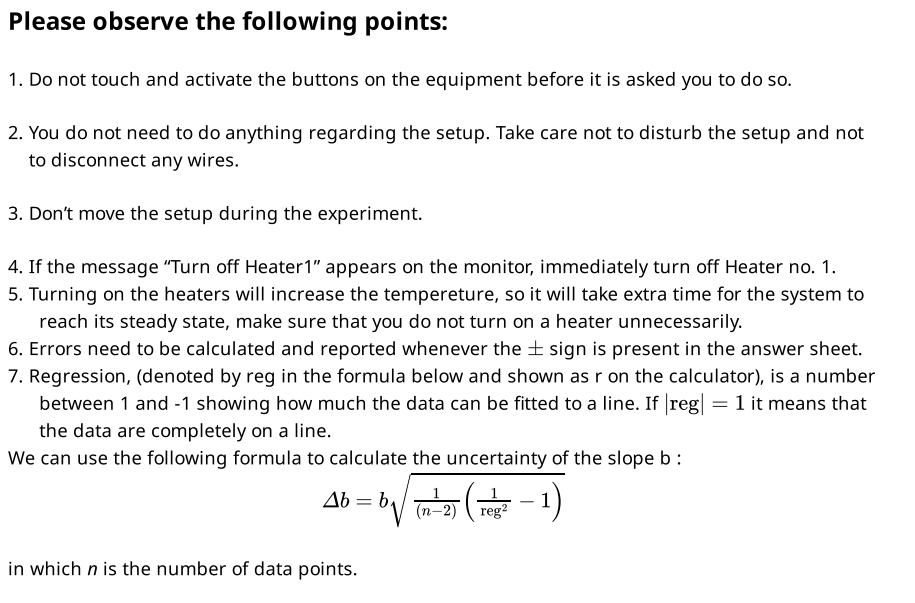 Please observe the following points:
1. Do not touch and activate the buttons on the equipment before it is asked you to do so.
2. You do not need to do anything regarding the setup. Take care not to disturb the setup and not
to disconnect any wires.
3. Don’t move the setup during the experiment.
4. If the message “Turn off Heater1” appears on the monitor, immediately turn off Heater no. 1.
5. Turning on the heaters will increase the tempereture, so it will take extra time for the system to
reach its steady state, make sure that you do not turn on a heater unnecessarily.
6. Errors need to be calculated and reported whenever the ± sign is present in the answer sheet.
7. Regression, (denoted by reg in the formula below and shown as r on the calculator), is a number
between 1 and -1 showing how much the data can be fitted to a line. If |reg| = 1 it means that
the data are completely on a line.
We can use the following formula to calculate the uncertainty of the slope b :
Δb = b√(1/(n−2) (1/reg² − 1))
in which n is the number of data points.